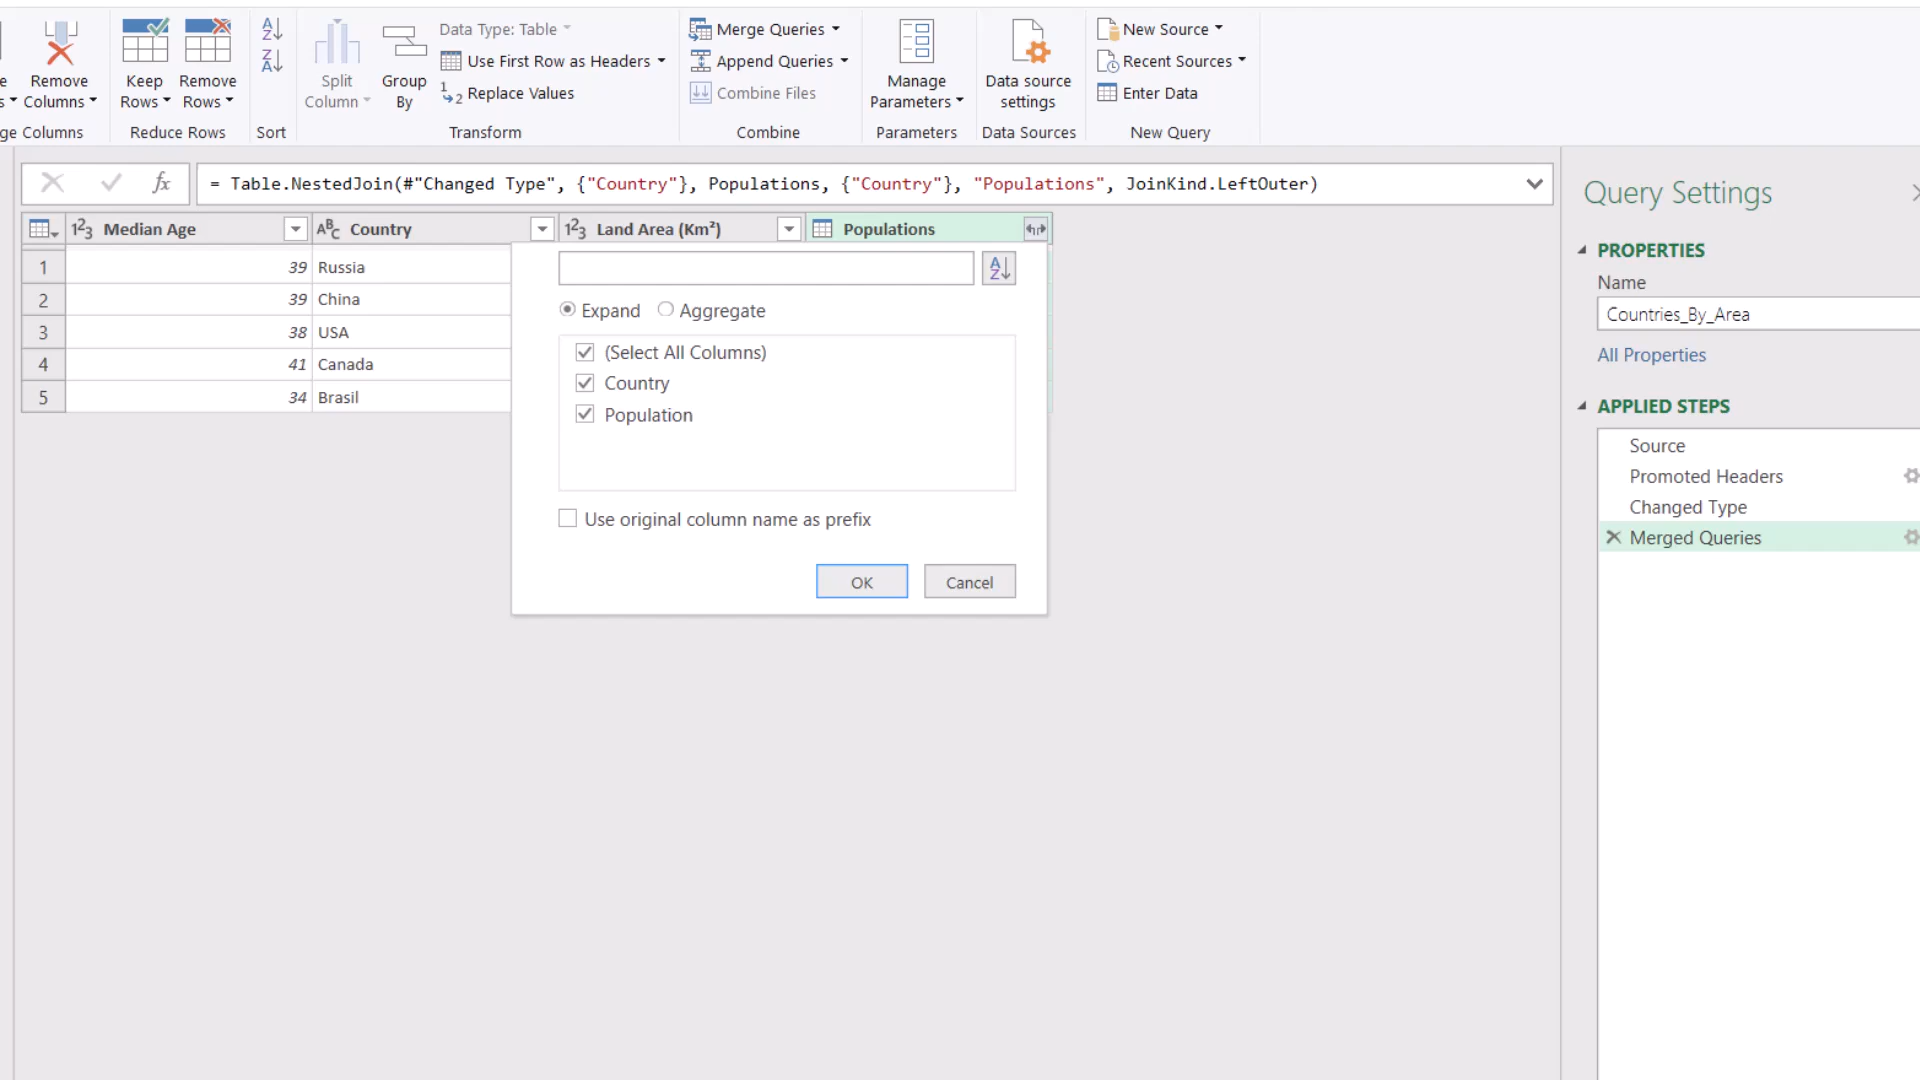 Remove
Columns
Keep
Rows
Remove
Rows
Split
Column
Group
By
Data Type: Table
Use First Row as Headers
Replace Values
Merge Queries
Append Queries
Combine Files
Manage
Parameters
Data source
settings
New Source
Recent Sources
Enter Data
ge Columns
Reduce Rows
Sort
Transform
Combine
Parameters
Data Sources
New Query
= Table.NestedJoin(#"Changed Type", {"Country"}, Populations, {"Country"}, "Populations", JoinKind.LeftOuter)
Median Age
Country
Land Area (Km²)
Populations
1 39 Russia
2 39 China
3 38 USA
4 41 Canada
5 34 Brasil
Expand Aggregate
(Select All Columns)
Country
Population
Use original column name as prefix
OK Cancel
Query Settings
PROPERTIES
Name
Countries_By_Area
All Properties
APPLIED STEPS
Source
Promoted Headers
Changed Type
Merged Queries